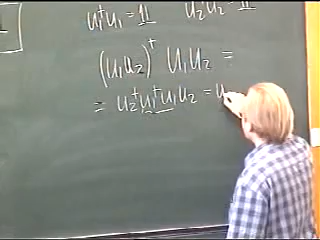 u₁⁺u₁ = 𝟙 u₂⁺u₂ = 𝟙
(u₁u₂)⁺ u₁u₂ =
= u₂⁺u₁⁺u₁u₂ = u